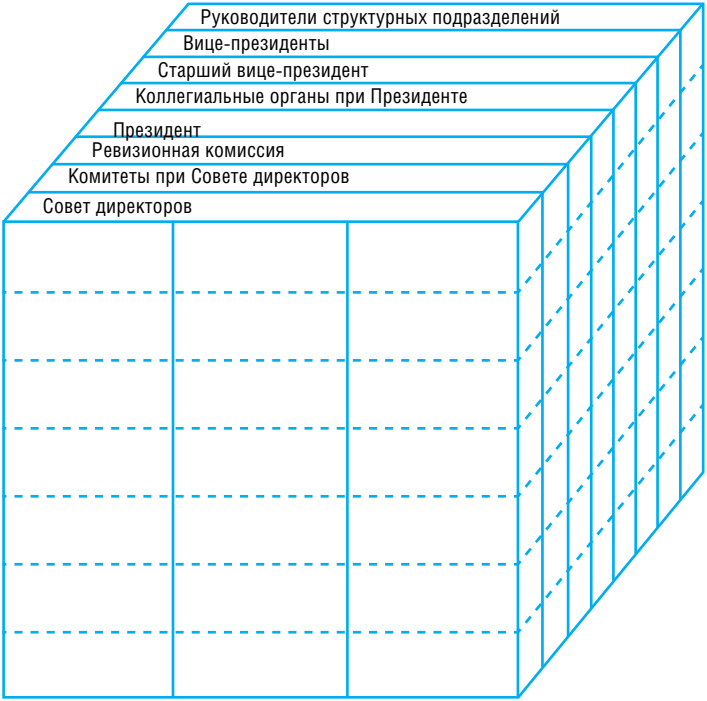 Руководители структурных подразделений
Вице-президенты
Старший вице-президент
Коллегиальные органы при Президенте
Президент
Ревизионная комиссия
Комитеты при Совете директоров
Совет директоров